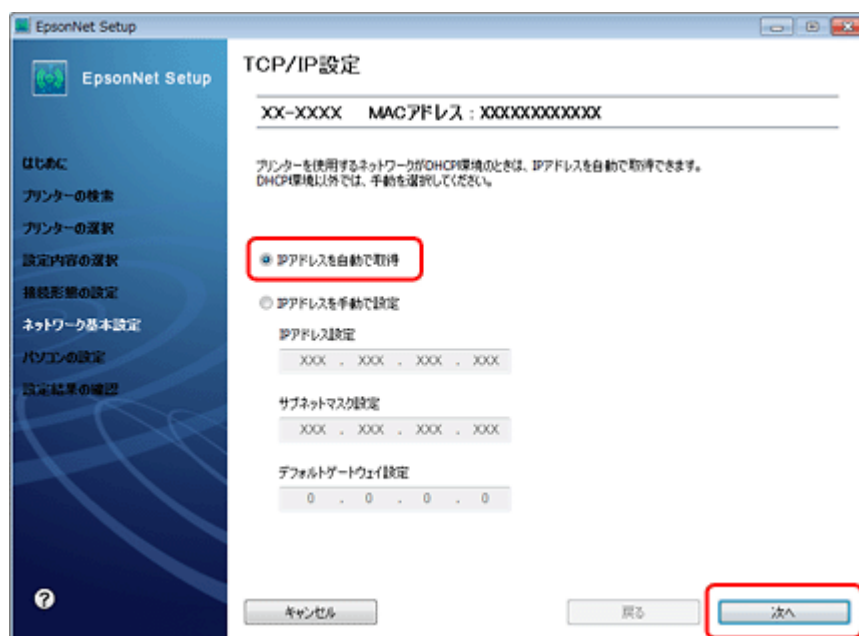 EpsonNet Setup
EpsonNet Setup
はじめに
プリンターの検索
プリンターの選択
設定内容の選択
接続形態の設定
ネットワーク基本設定
パソコンの設定
設定結果の確認
TCP/IP設定
XX-XXXX MACアドレス：XXXXXXXXXXXX
プリンターを使用するネットワークがDHCP環境のときは、IPアドレスを自動で取得できます。
DHCP環境以外では、手動を選択してください。
IPアドレスを自動で取得
IPアドレスを手動で設定
IPアドレス設定
XXX . XXX . XXX . XXX
サブネットマスク設定
XXX . XXX . XXX . XXX
デフォルトゲートウェイ設定
0 . 0 . 0 . 0
?
キャンセル
戻る
次へ